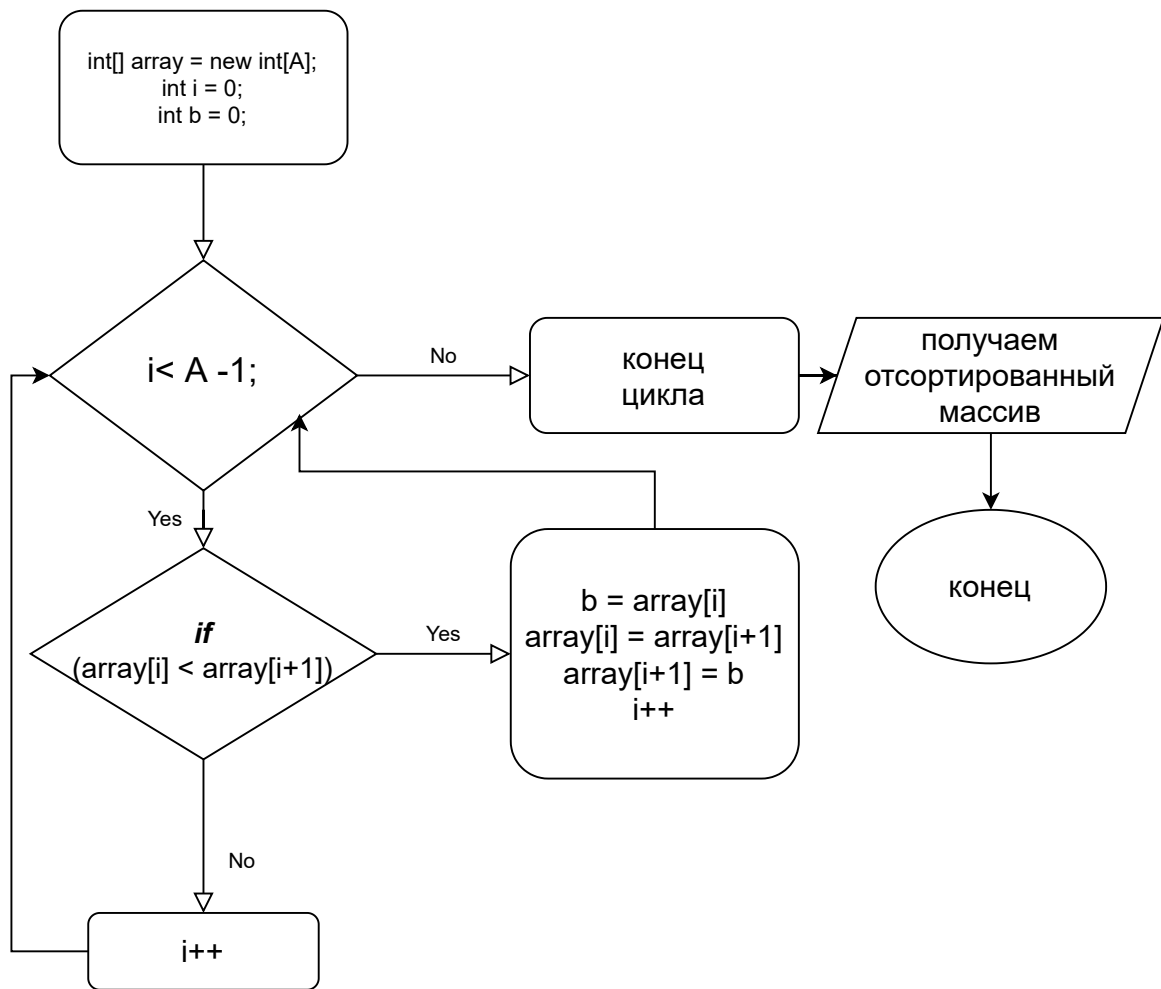 int[] array = new int[A];
int i = 0;
int b = 0;
i< A -1;
No
конец
цикла
получаем
отсортированный
массив
Yes
if
(array[i] < array[i+1])
Yes
b = array[i]
array[i] = array[i+1]
array[i+1] = b
i++
конец
No
i++